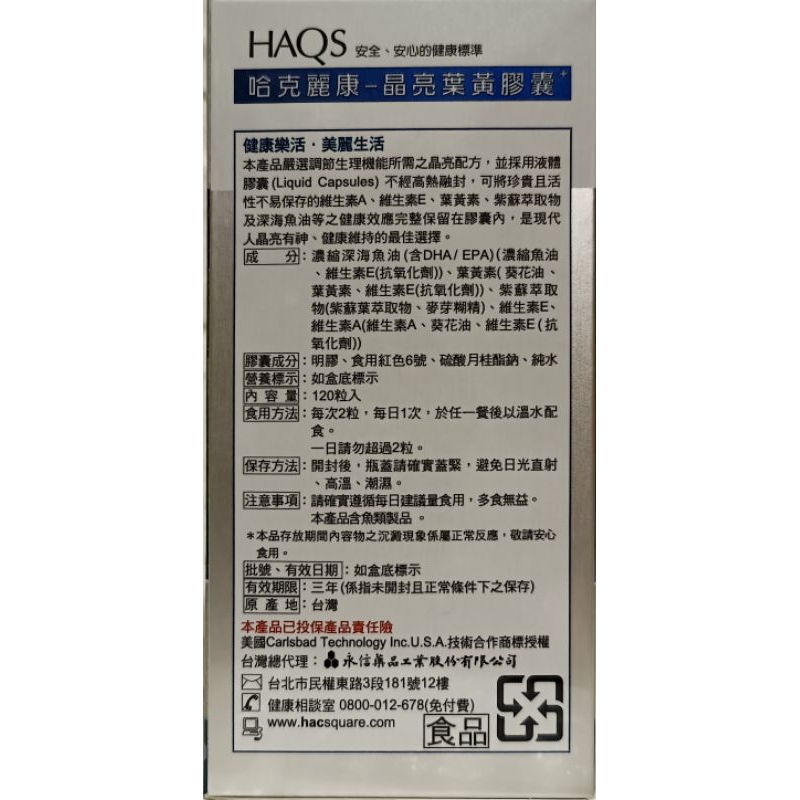 HAQS 安全、安心的健康標準
哈克麗康-晶亮葉黃膠囊+
健康樂活·美麗生活
本產品嚴選調節生理機能所需之晶亮配方，並採用液體
膠囊(Liquid Capsules) 不經高熱融封，可將珍貴且活
性不易保存的維生素A、維生素E、葉黃素、紫蘇萃取物
及深海魚油等之健康效應完整保留在膠囊內，是現代
人晶亮有神、健康維持的最佳選擇。
成 分：濃縮深海魚油(含DHA/ EPA)(濃縮魚油
、維生素E(抗氧化劑))、葉黃素( 葵花油、
葉黃素、維生素E(抗氧化劑))、紫蘇萃取
物(紫蘇葉萃取物、麥芽糊精)、維生素E、
維生素A(維生素A、葵花油、維生素E (抗
氧化劑))
膠囊成分：明膠、食用紅色6號、硫酸月桂酯鈉、純水
營養標示：如盒底標示
內 容 量：120粒入
食用方法：每次2粒，每日1次，於任一餐後以溫水配
食。
一日請勿超過2粒。
保存方法：開封後，瓶蓋請確實蓋緊，避免日光直射
、高溫、潮濕。
注意事項：請確實遵循每日建議量食用，多食無益。
本產品含魚類製品 。
*本品存放期間內容物之沉澱現象係屬正常反應，敬請安心
食用。
批號、有效日期：如盒底標示
有效期限：三年(係指未開封且正常條件下之保存)
原 產 地：台灣
本產品已投保產品責任險
美國Carlsbad Technology Inc.U.S.A.技術合作商標授權
台灣總代理：永信藥品工業股份有限公司
台北市民權東路3段181號12樓
健康相談室 0800-012-678(免付費)
www.hacsquare.com
食品